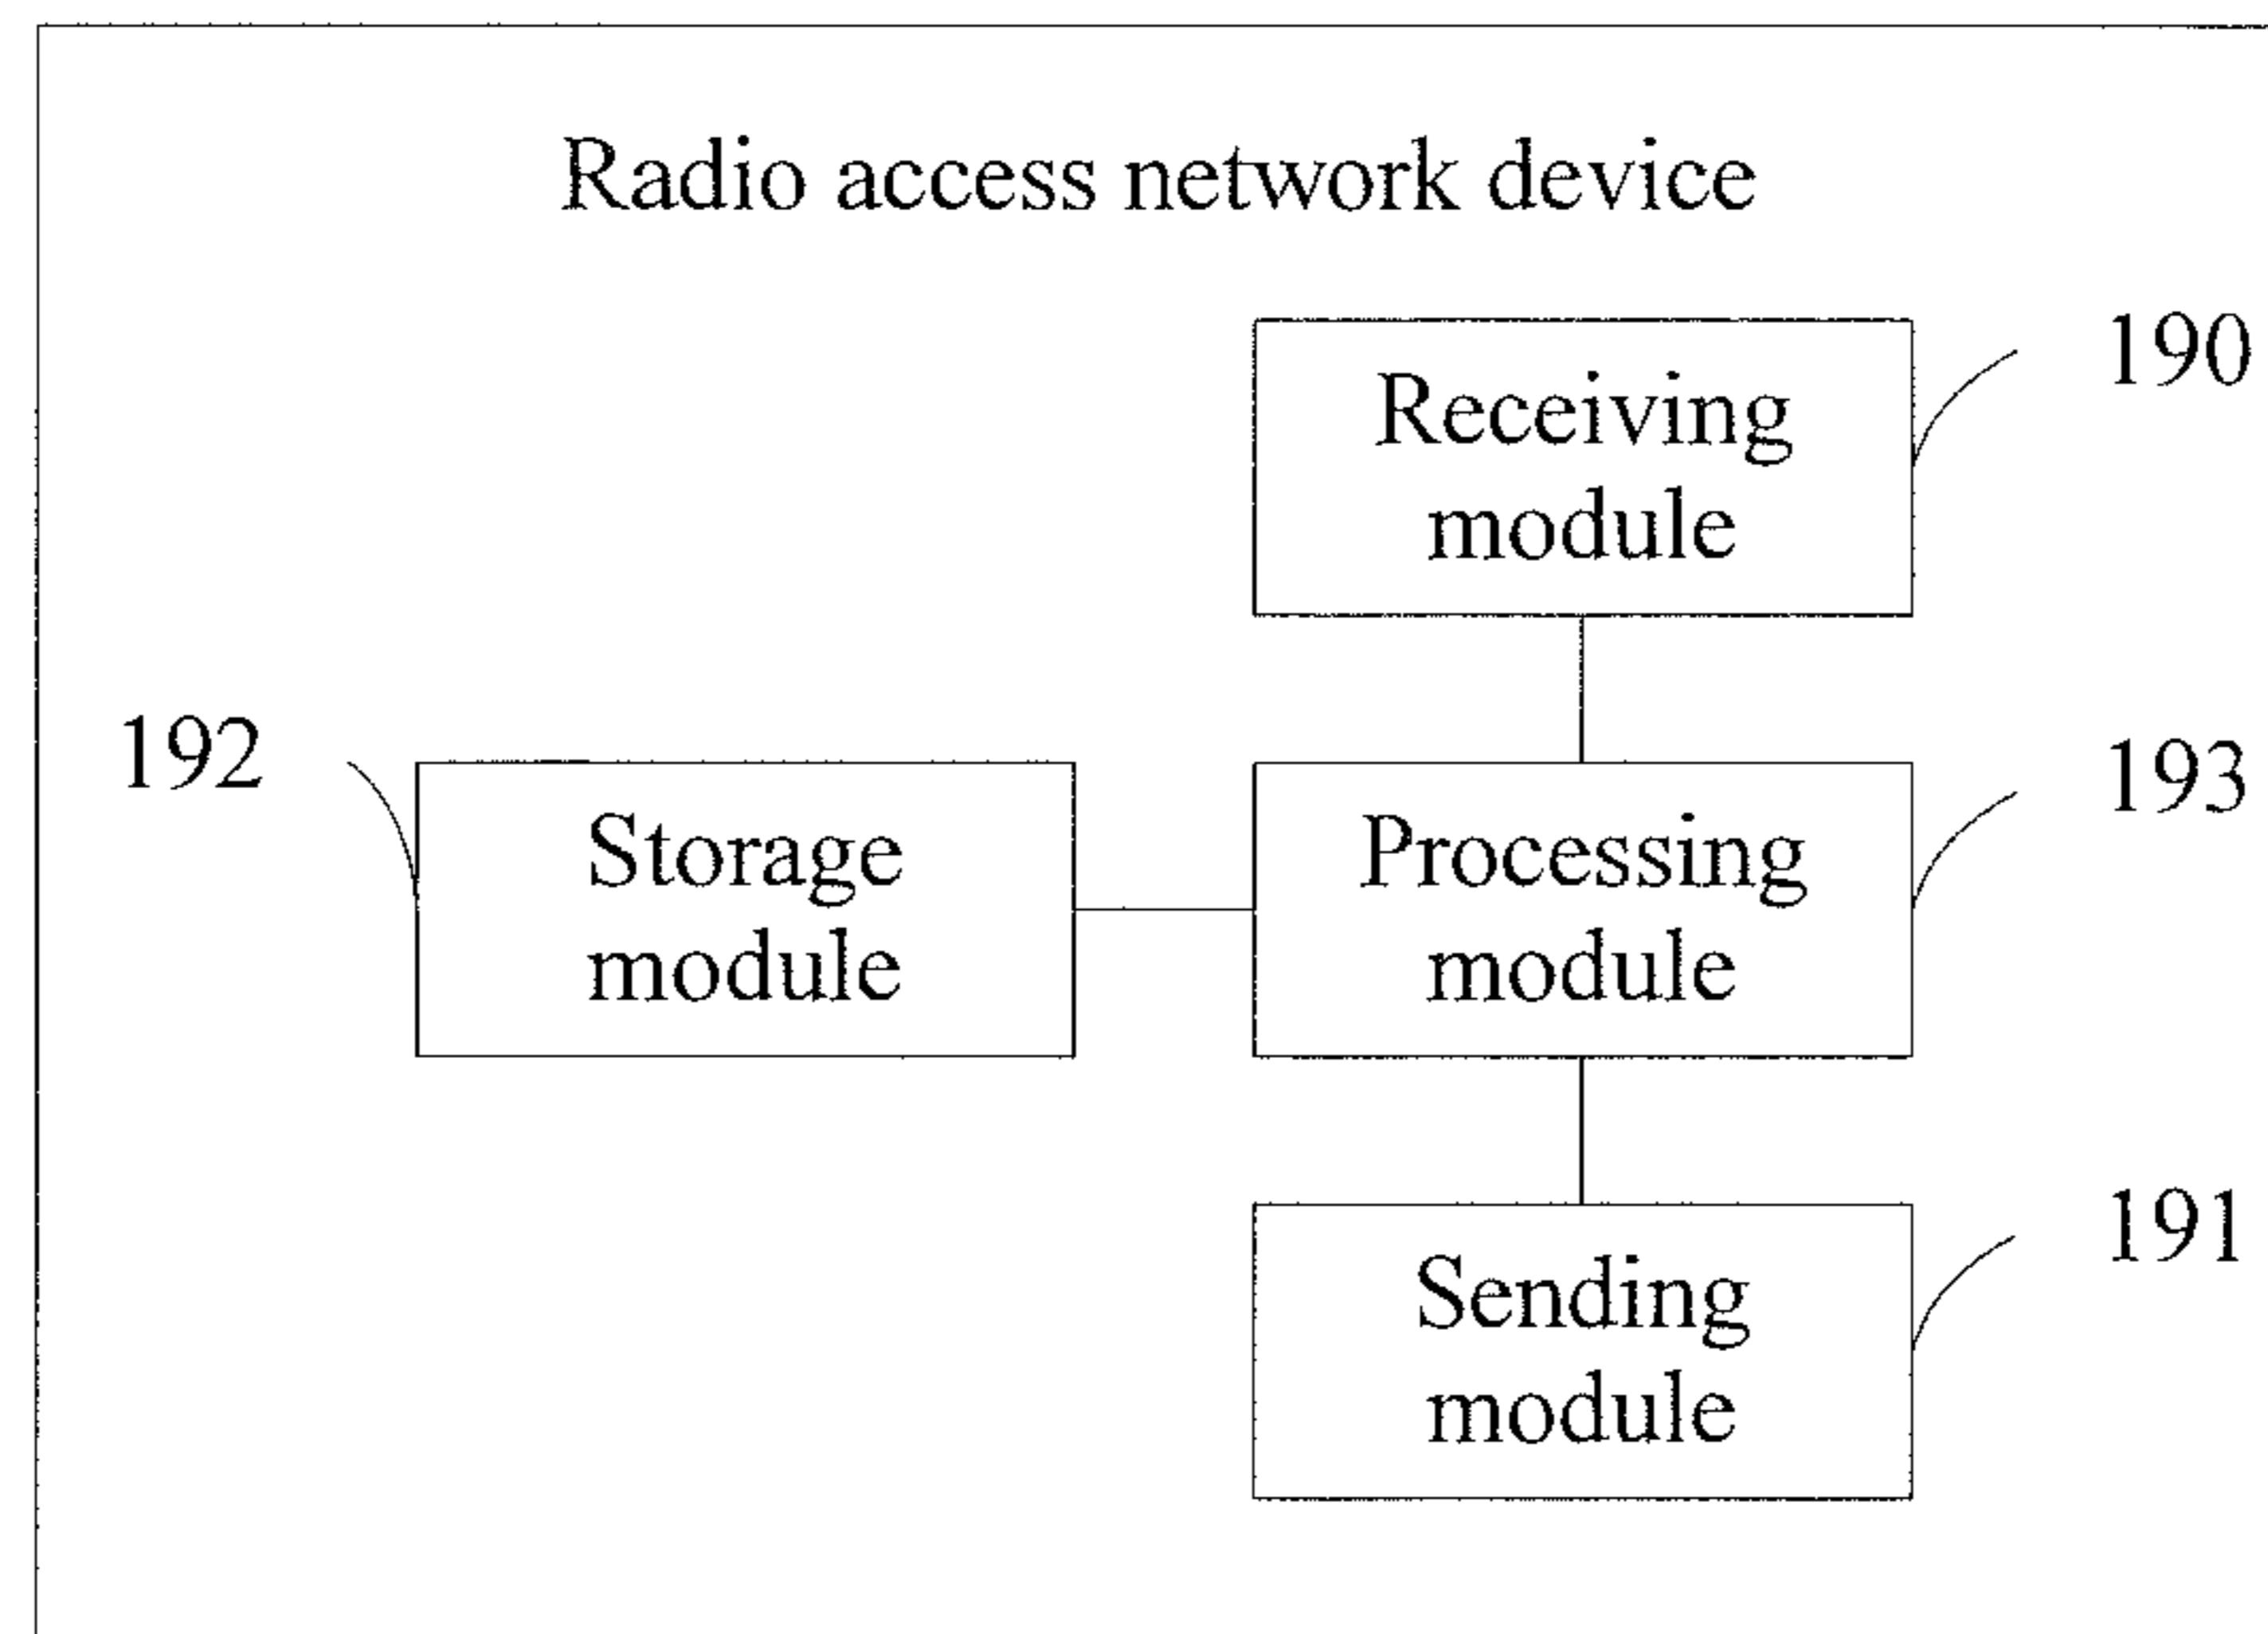 Radio access network device
Receiving
module
190
192
Storage
module
Processing
module
193
Sending
module
191